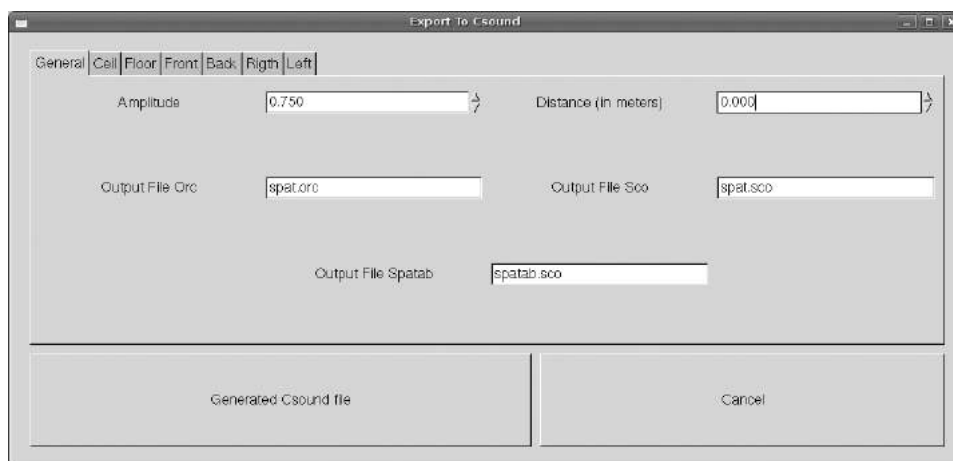 Export To Csound
General Ceil Floor Front Back Rigth Left
Amplitude 0.750 Distance (in meters) 0.000
Output File Orc spat.orc Output File Sco spat.sco
Output File Spatab spatab.sco
Generated Csound file Cancel